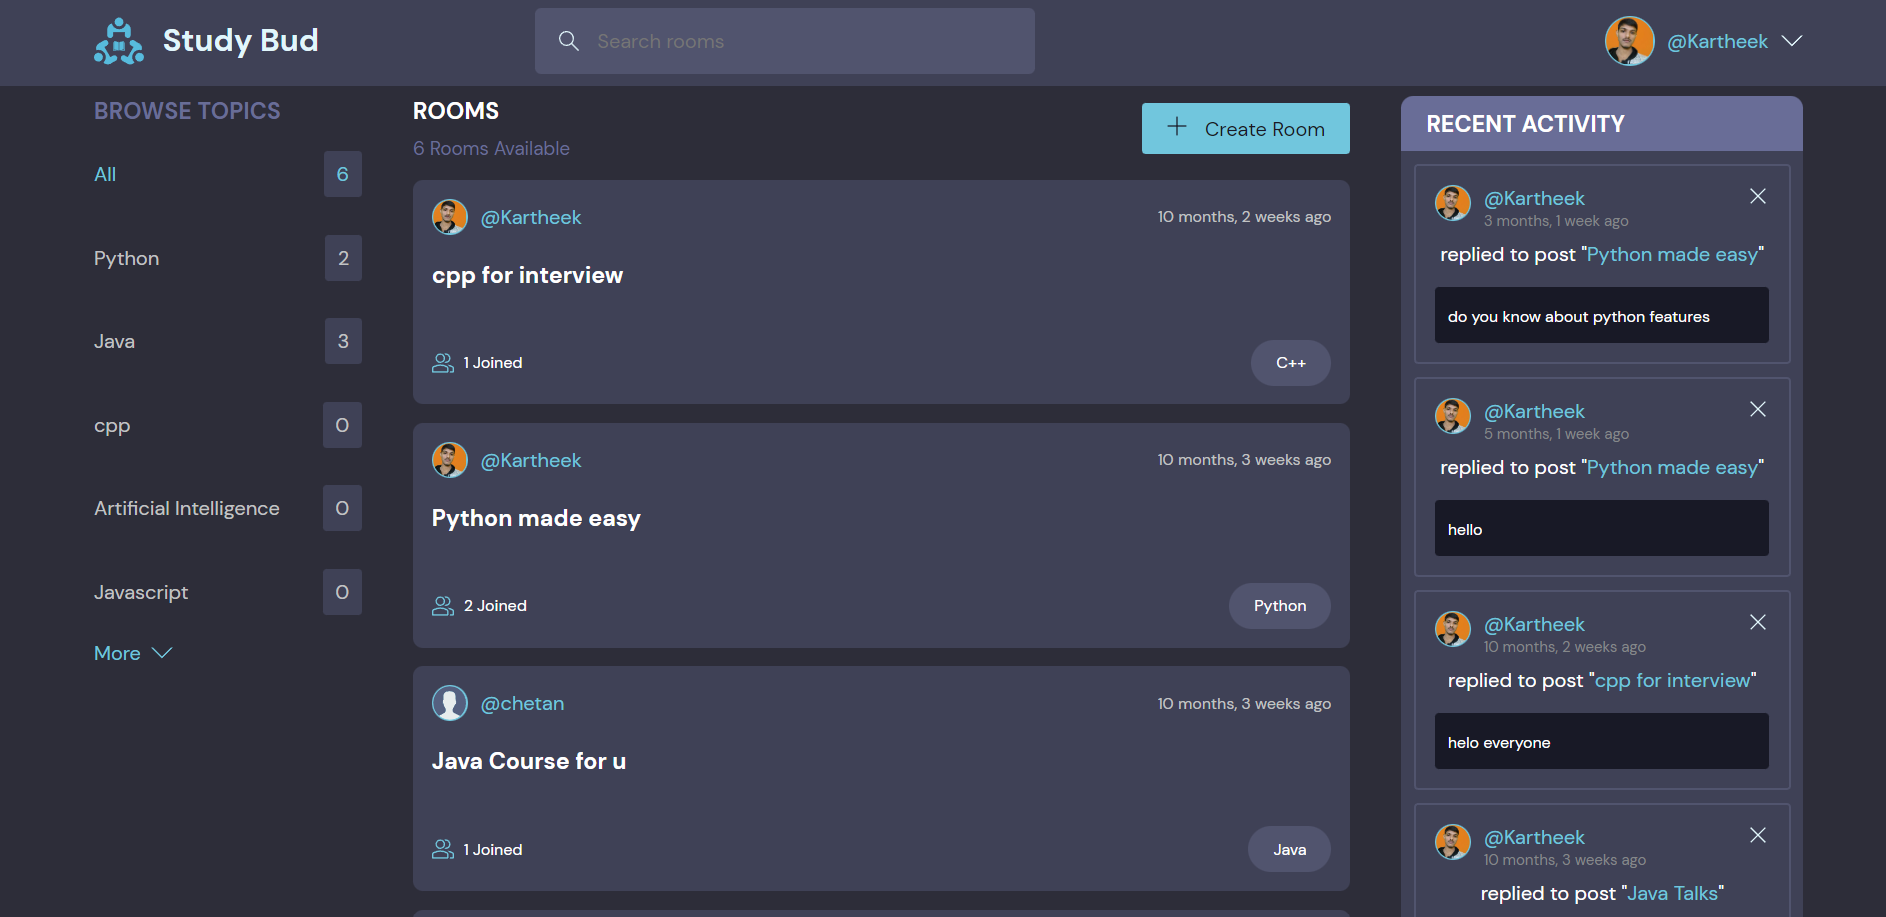 Study Bud
Search rooms
@Kartheek
BROWSE TOPICS
All 6
Python 2
Java 3
cpp 0
Artificial Intelligence 0
Javascript 0
More
ROOMS
6 Rooms Available
Create Room
@Kartheek 10 months, 2 weeks ago
cpp for interview
1 Joined C++
@Kartheek 10 months, 3 weeks ago
Python made easy
2 Joined Python
@chetan 10 months, 3 weeks ago
Java Course for u
1 Joined Java
RECENT ACTIVITY
@Kartheek
3 months, 1 week ago
replied to post "Python made easy"
do you know about python features
@Kartheek
5 months, 1 week ago
replied to post "Python made easy"
hello
@Kartheek
10 months, 2 weeks ago
replied to post "cpp for interview"
helo everyone
@Kartheek
10 months, 3 weeks ago
replied to post "Java Talks"